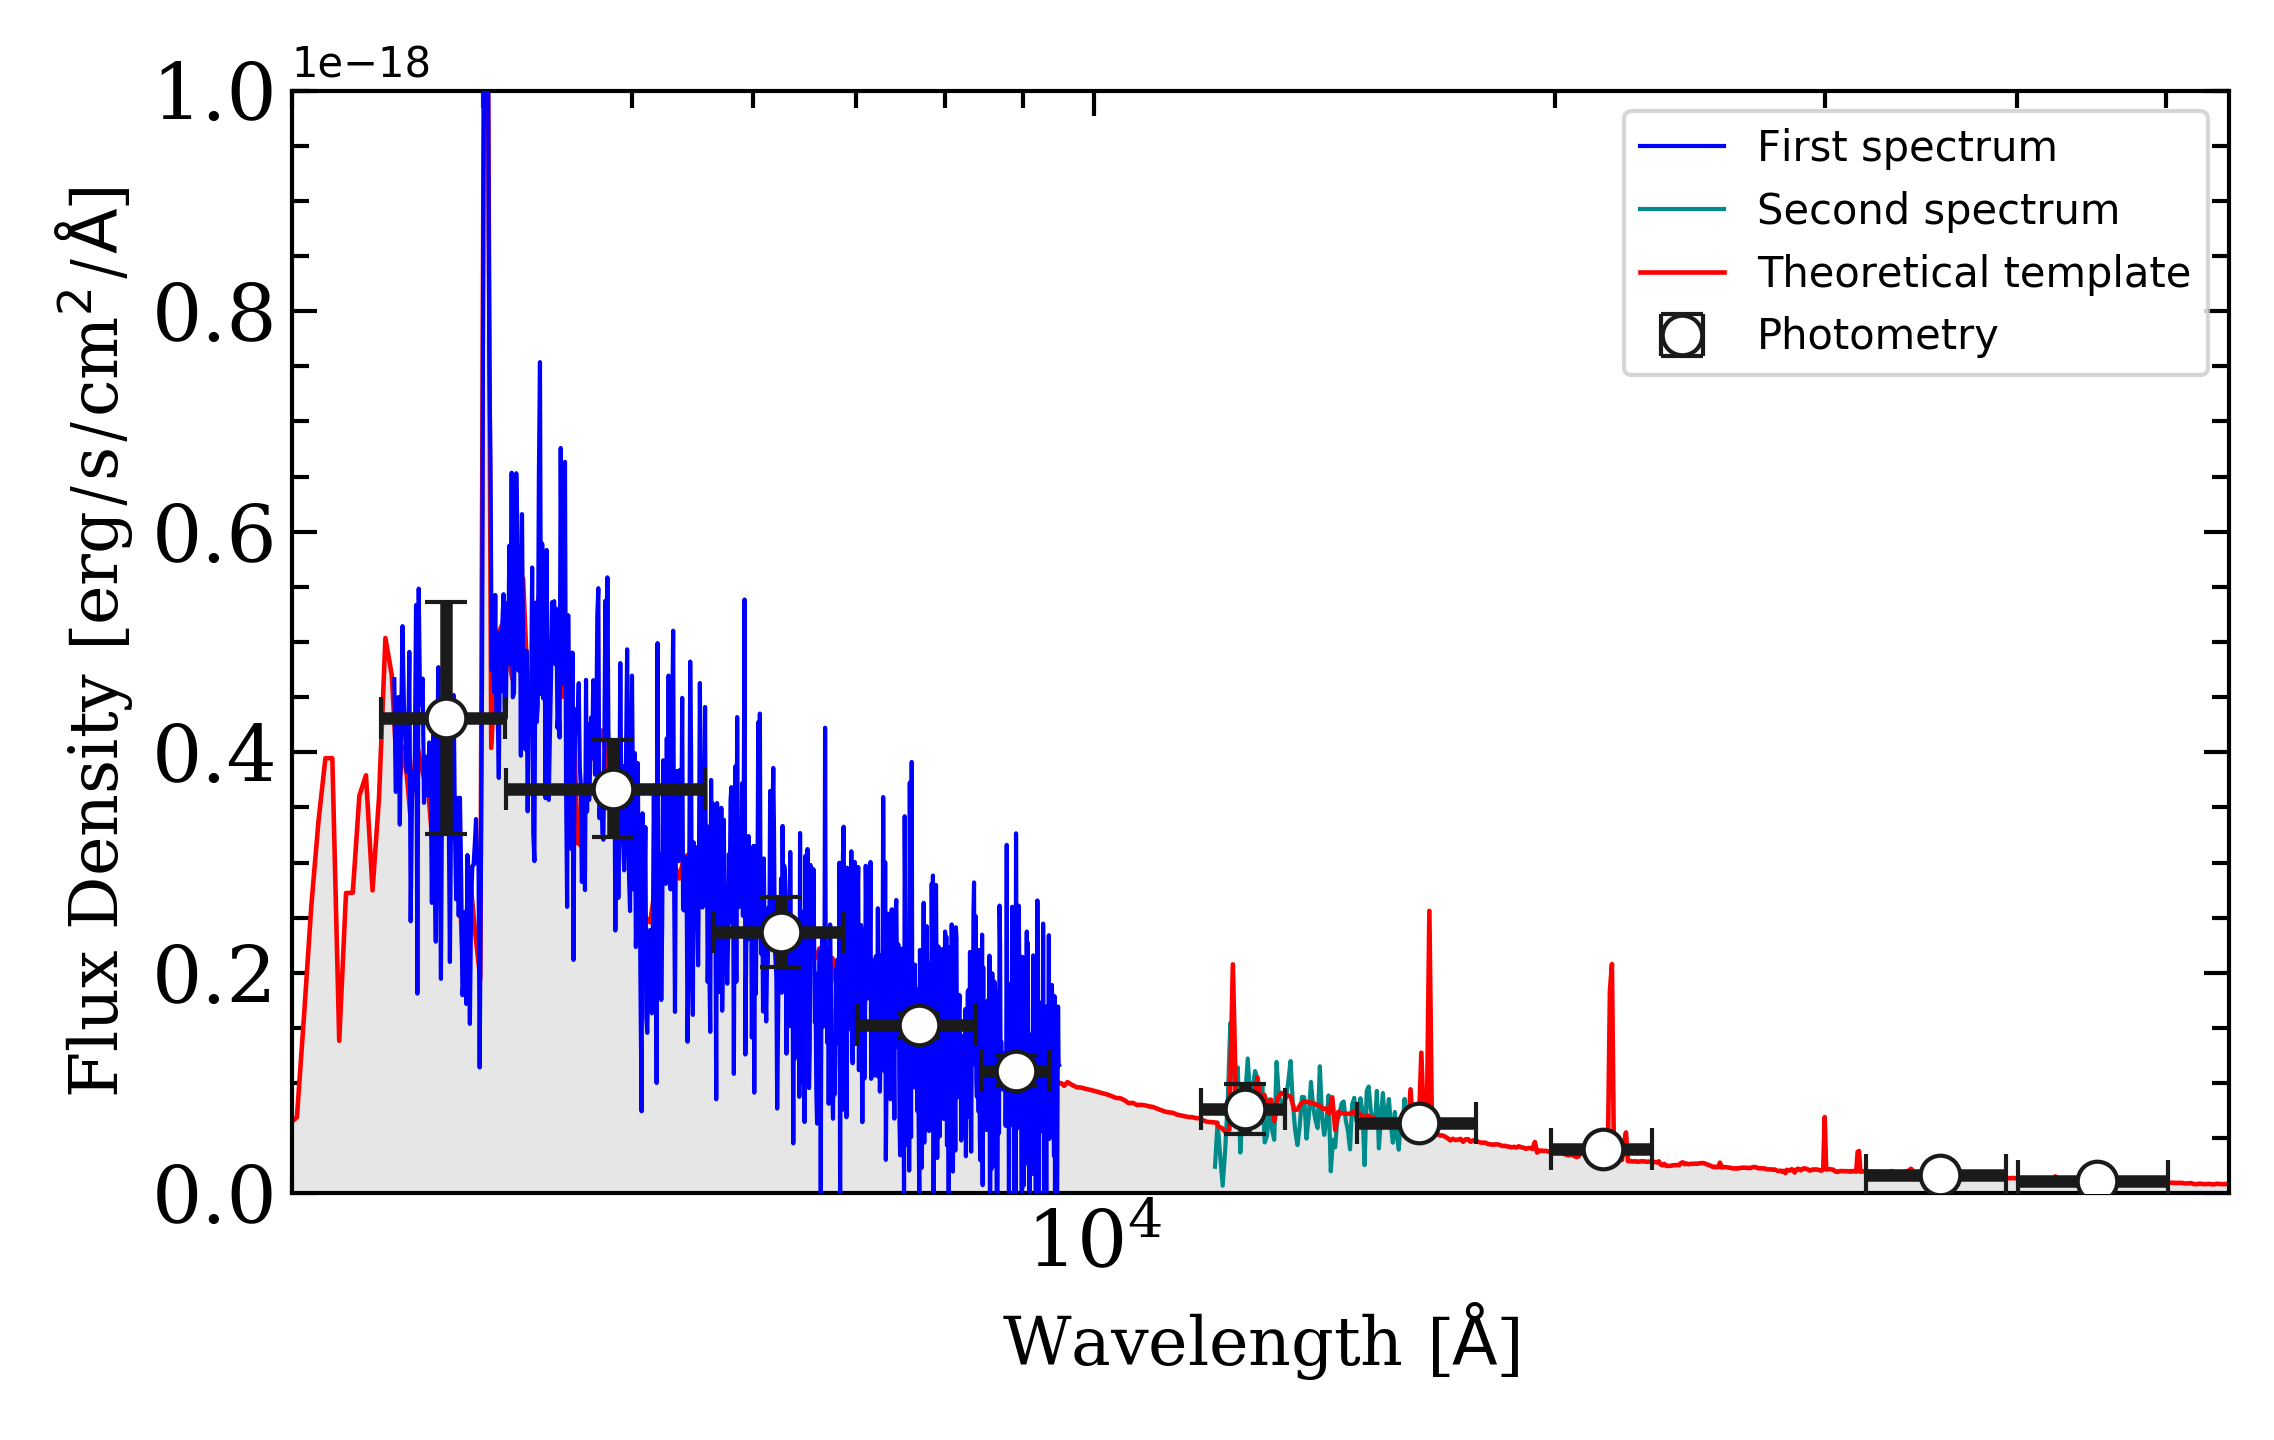 1e−18
1.0
0.8
0.6
0.4
0.2
0.0
Flux Density [erg/s/cm²/Å]
First spectrum
Second spectrum
Theoretical template
Photometry
10⁴
Wavelength [Å]